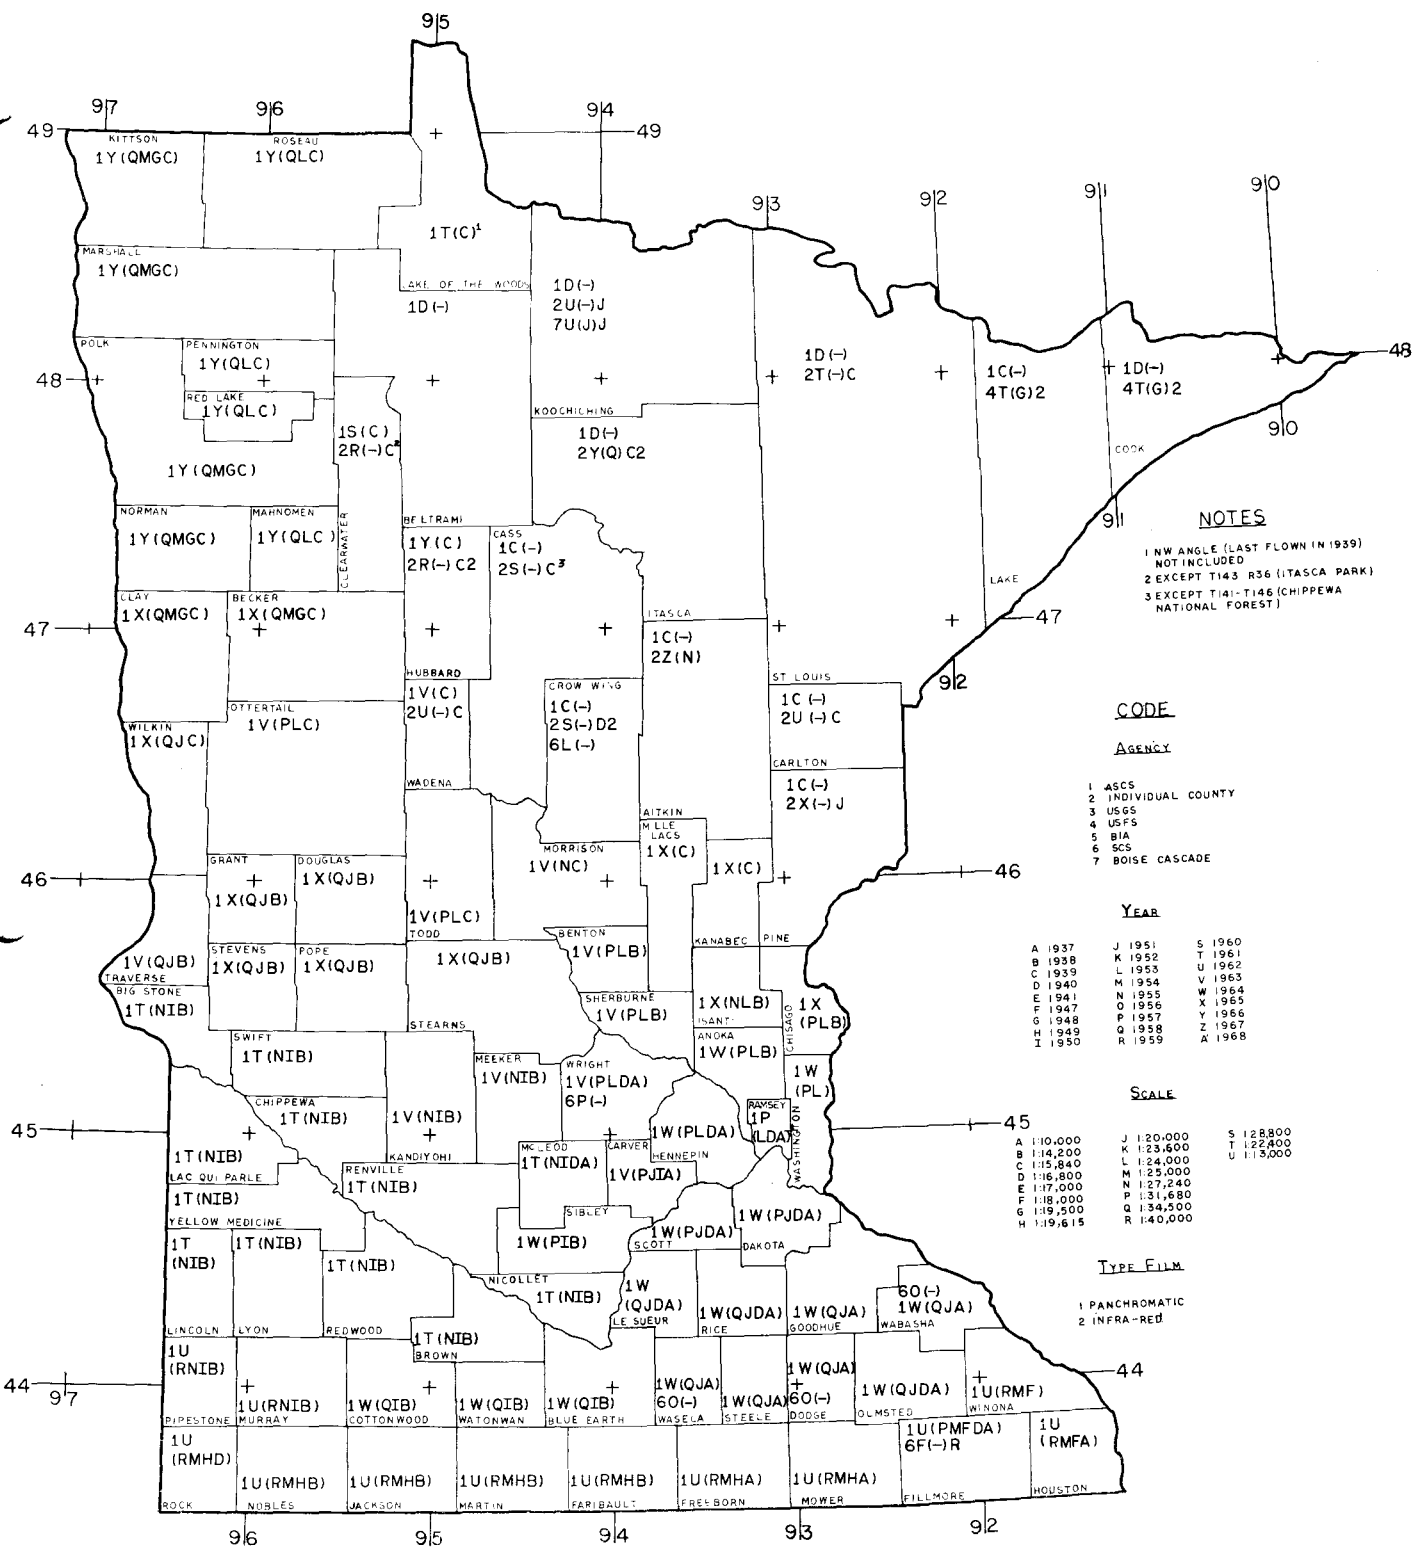 95
97
96
94
49
49
KITTSON
1Y(QMGC)
ROSEAU
1Y(QLC)
93
92
91
90
1T(C)¹
MARSHALL
1Y(QMGC)
LAKE OF THE WOODS
1D(-)
1D(-)
2U(-)J
7U(J)J
POLK
PENNINGTON
1Y(QLC)
1D(-)
2T(-)C
1C(-)
4T(G)2
1D(-)
4T(G)2
48
48
RED LAKE
1Y(QLC)
KOOCHICHING
1S(C)
2R(-)C²
1D(-)
2Y(Q)C2
90
COOK
1Y(QMGC)
NORMAN
1Y(QMGC)
MAHNOMEN
1Y(QLC)
CLEARWATER
BELTRAMI
1Y(C)
2R(-)C2
CASS
1C(-)
2S(-)C³
91
LAKE
NOTES
1 NW ANGLE (LAST FLOWN IN 1939)
NOT INCLUDED
2 EXCEPT T143 R36 (ITASCA PARK)
3 EXCEPT T141-T146 (CHIPPEWA
NATIONAL FOREST)
CLAY
1X(QMGC)
BECKER
1X(QMGC)
ITASCA
47
47
1C(-)
2Z(N)
HUBBARD
1V(C)
2U(-)C
CROW WING
1C(-)
2S(-)D2
6L(-)
ST LOUIS
1C(-)
2U(-)C
92
OTTERTAIL
1V(PLC)
WILKIN
1X(QJC)
CODE
AGENCY
1 ASCS
2 INDIVIDUAL COUNTY
3 USGS
4 USFS
5 BIA
6 SCS
7 BOISE CASCADE
CARLTON
1C(-)
2X(-)J
WADENA
AITKIN
MILLE
LACS
1X(C)
1X(C)
MORRISON
1V(NC)
GRANT
1X(QJB)
DOUGLAS
1X(QJB)
46
46
1V(PLC)
TODD
YEAR
A 1937 J 1951 S 1960
B 1938 K 1952 T 1961
C 1939 L 1953 U 1962
D 1940 M 1954 V 1963
E 1941 N 1955 W 1964
F 1947 O 1956 X 1965
G 1948 P 1957 Y 1966
H 1949 Q 1958 Z 1967
I 1950 R 1959 A' 1968
BENTON
1V(PLB)
KANABEC
PINE
1V(QJB)
TRAVERSE
STEVENS
1X(QJB)
POPE
1X(QJB)
1X(QJB)
BIG STONE
1T(NIB)
SHERBURNE
1V(PLB)
1X(NLB)
ISANTI
1X
(PLB)
CHISAGO
STEARNS
SWIFT
1T(NIB)
MEEKER
1V(NIB)
WRIGHT
1V(PLDA)
6P(-)
ANOKA
1W(PLB)
1W
(PL)
CHIPPEWA
1T(NIB)
1V(NIB)
KANDIYOHI
RAMSEY
1P
(LDA)
WASHINGTON
1W(PLDA)
HENNEPIN
45
45
SCALE
A 1:10,000 J 1:20,000 S 1:28,800
B 1:14,200 K 1:23,600 T 1:22,400
C 1:15,840 L 1:24,000 U 1:13,000
D 1:16,800 M 1:25,000
E 1:17,000 N 1:27,240
F 1:18,000 P 1:31,680
G 1:19,500 Q 1:34,500
H 1:19,615 R 1:40,000
1T(NIB)
LAC QUI PARLE
RENVILLE
1T(NIB)
MCLEOD
1T(NIDA)
CARVER
1V(PJIA)
1T(NIB)
YELLOW MEDICINE
SIBLEY
1W(PIB)
1W(PJDA)
SCOTT
1W(PJDA)
DAKOTA
TYPE FILM
1 PANCHROMATIC
2 INFRA-RED
1T
(NIB)
LINCOLN
1T(NIB)
LYON
1T(NIB)
REDWOOD
NICOLLET
1T(NIB)
1W
(QJDA)
LE SUEUR
1W(QJDA)
RICE
1W(QJA)
GOODHUE
6O(-)
1W(QJA)
WABASHA
1T(NIB)
BROWN
1U
(RNIB)
PIPESTONE
1U(RNIB)
MURRAY
1W(QIB)
COTTONWOOD
1W(QIB)
WATONWAN
1W(QIB)
BLUE EARTH
1W(QJA)
6O(-)
WASECA
1W(QJA)
STEELE
1W(QJA)
6O(-)
DODGE
1W(QJDA)
OLMSTED
1U(RMF)
WINONA
44
97
44
1U
(RMHD)
ROCK
1U(RMHB)
NOBLES
1U(RMHB)
JACKSON
1U(RMHB)
MARTIN
1U(RMHB)
FARIBAULT
1U(RMHA)
FREEBORN
1U(RMHA)
MOWER
1U(PMFDA)
6F(-)R
FILLMORE
1U
(RMFA)
HOUSTON
96
95
94
93
92